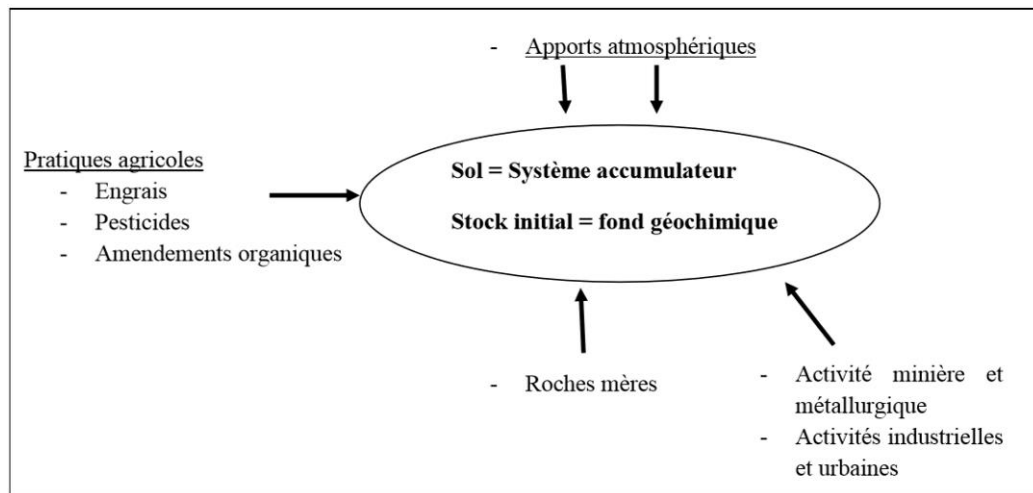 - Apports atmosphériques
Pratiques agricoles
- Engrais
- Pesticides
- Amendements organiques
Sol = Système accumulateur
Stock initial = fond géochimique
- Roches mères
- Activité minière et
métallurgique
- Activités industrielles
et urbaines